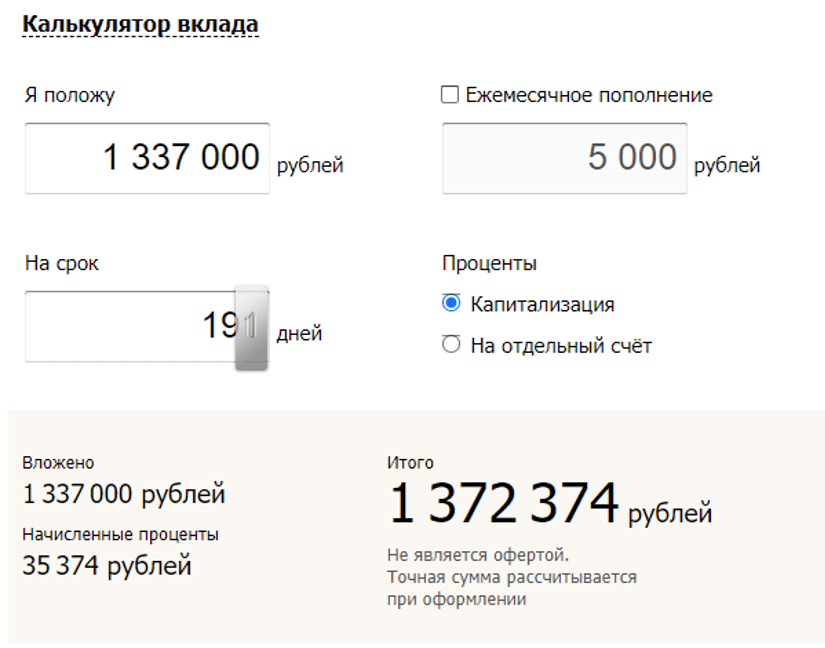 Калькулятор вклада
Я положу
1 337 000 рублей
Ежемесячное пополнение
5 000 рублей
На срок
191 дней
Проценты
Капитализация
На отдельный счёт
Вложено
1 337 000 рублей
Начисленные проценты
35 374 рублей
Итого
1 372 374 рублей
Не является офертой.
Точная сумма рассчитывается
при оформлении